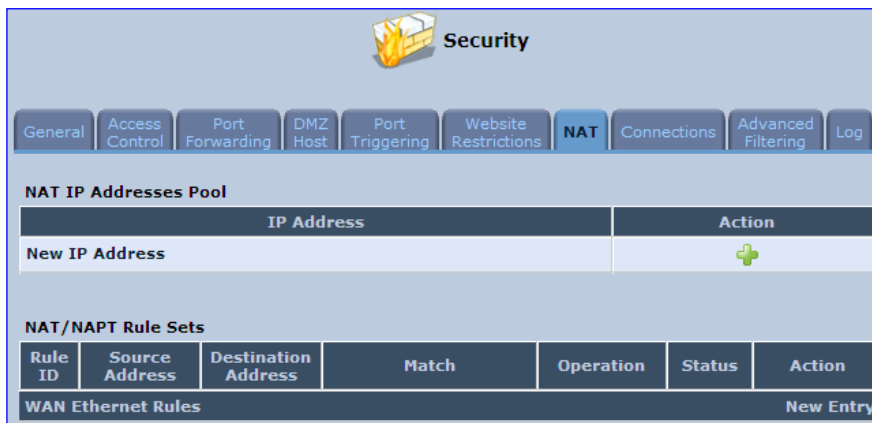 Security
General Access Control Port Forwarding DMZ Host Port Triggering Website Restrictions NAT Connections Advanced Filtering Log
NAT IP Addresses Pool
IP Address Action
New IP Address
NAT/NAPT Rule Sets
Rule ID Source Address Destination Address Match Operation Status Action
WAN Ethernet Rules New Entry